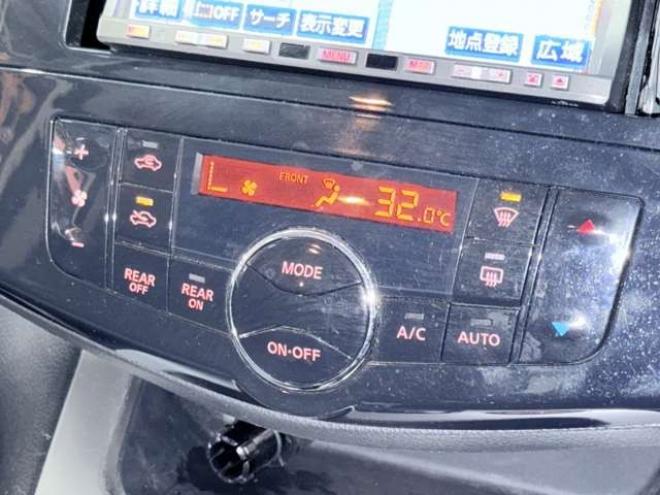 詳細 OFF サーチ 表示変更 地点登録 広域
MENU
FRONT 32.0℃
MODE
REAR OFF
REAR ON
ON·OFF
A/C
AUTO